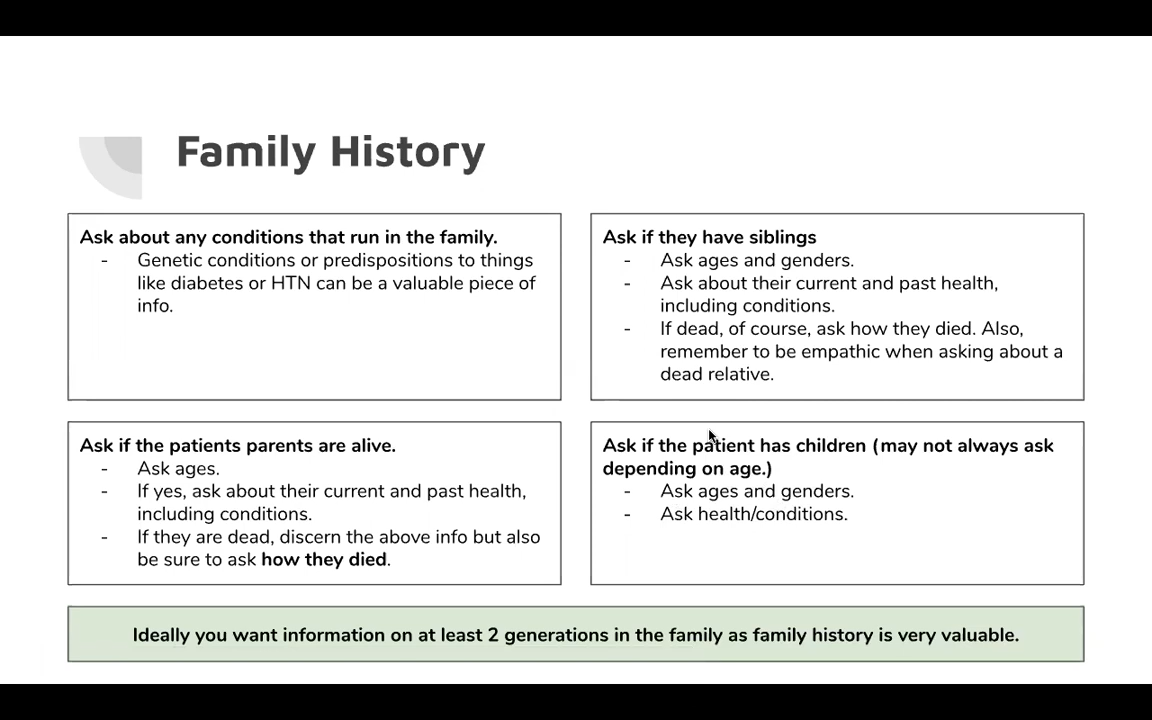 Family History
Ask about any conditions that run in the family.
- Genetic conditions or predispositions to things
like diabetes or HTN can be a valuable piece of
info.
Ask if they have siblings
- Ask ages and genders.
- Ask about their current and past health,
including conditions.
- If dead, of course, ask how they died. Also,
remember to be empathic when asking about a
dead relative.
Ask if the patients parents are alive.
- Ask ages.
- If yes, ask about their current and past health,
including conditions.
- If they are dead, discern the above info but also
be sure to ask how they died.
Ask if the patient has children (may not always ask
depending on age.)
- Ask ages and genders.
- Ask health/conditions.
Ideally you want information on at least 2 generations in the family as family history is very valuable.